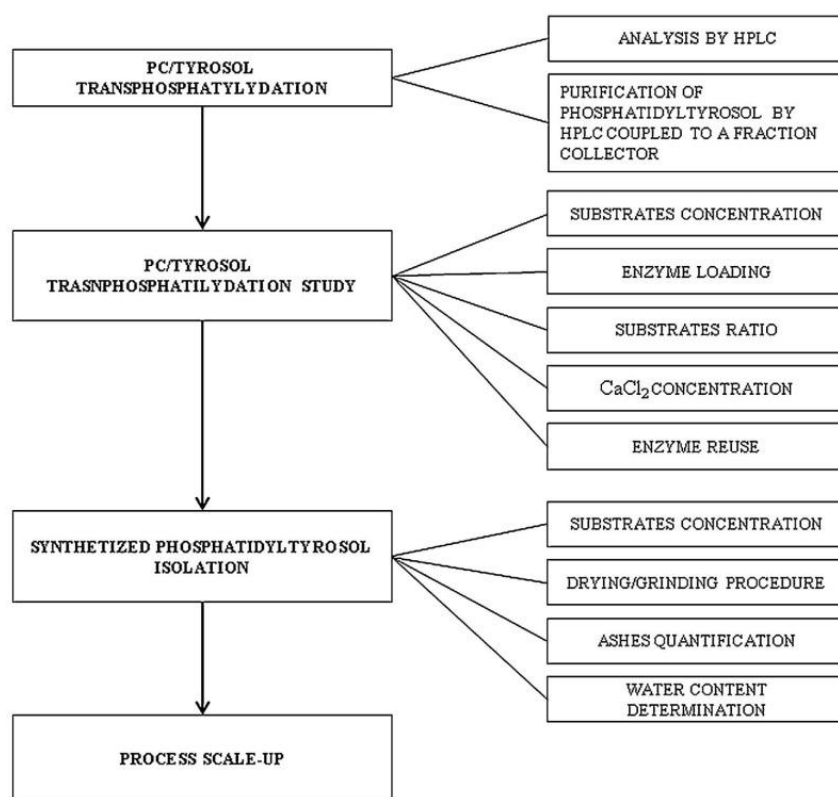 ANALYSIS BY HPLC
PC/TYROSOL
TRANSPHOSPHATYLYDATION
PURIFICATION OF
PHOSPHATIDYLTYROSOL BY
HPLC COUPLED TO A FRACTION
COLLECTOR
SUBSTRATES CONCENTRATION
PC/TYROSOL
TRASNPHOSPHATILYDATION STUDY
ENZYME LOADING
SUBSTRATES RATIO
CaCl₂ CONCENTRATION
ENZYME REUSE
SUBSTRATES CONCENTRATION
SYNTHETIZED PHOSPHATIDYLTYROSOL
ISOLATION
DRYING/GRINDING PROCEDURE
ASHES QUANTIFICATION
WATER CONTENT
DETERMINATION
PROCESS SCALE-UP